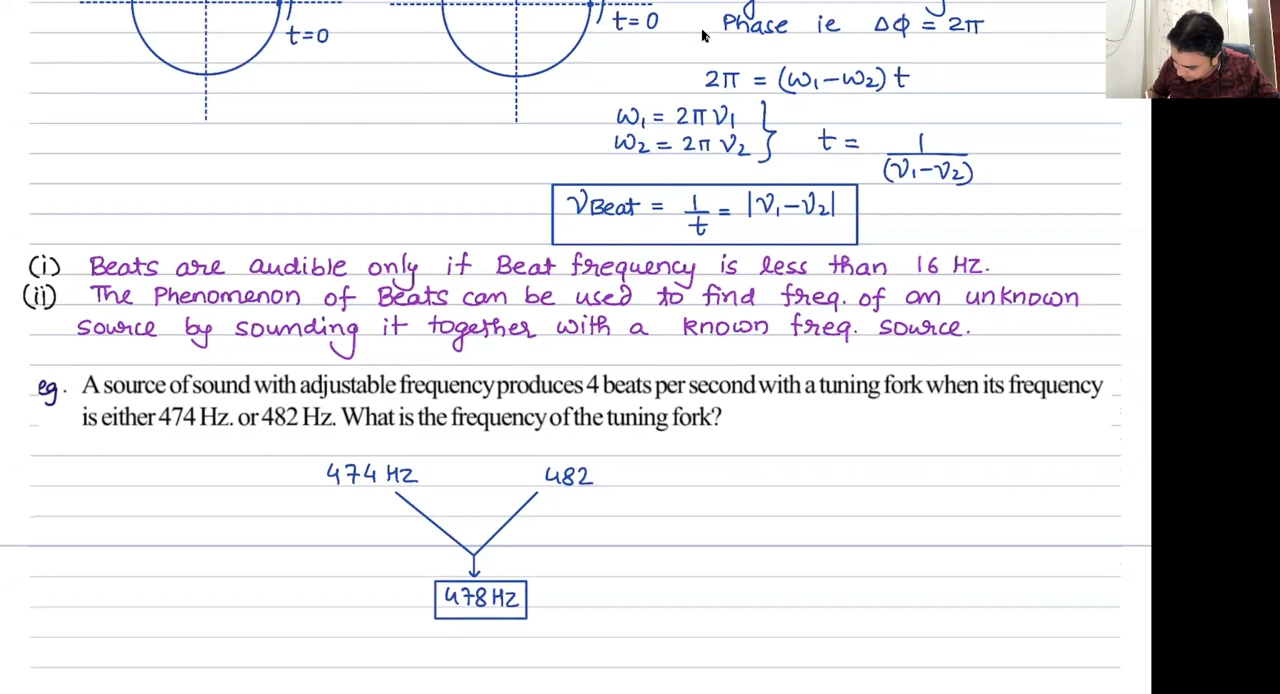 t=0
t=0
Phase ie Δφ = 2π
2π = (ω1-ω2) t
ω1 = 2π ν1
ω2 = 2π ν2
t = 1/(ν1-ν2)
νBeat = 1/t = |ν1-ν2|
(i) Beats are audible only if Beat frequency is less than 16 Hz.
(ii) The Phenomenon of Beats can be used to find freq. of an unknown
source by sounding it together with a known freq. source.
eg. A source of sound with adjustable frequency produces 4 beats per second with a tuning fork when its frequency
is either 474 Hz. or 482 Hz. What is the frequency of the tuning fork?
474 Hz 482
478 Hz